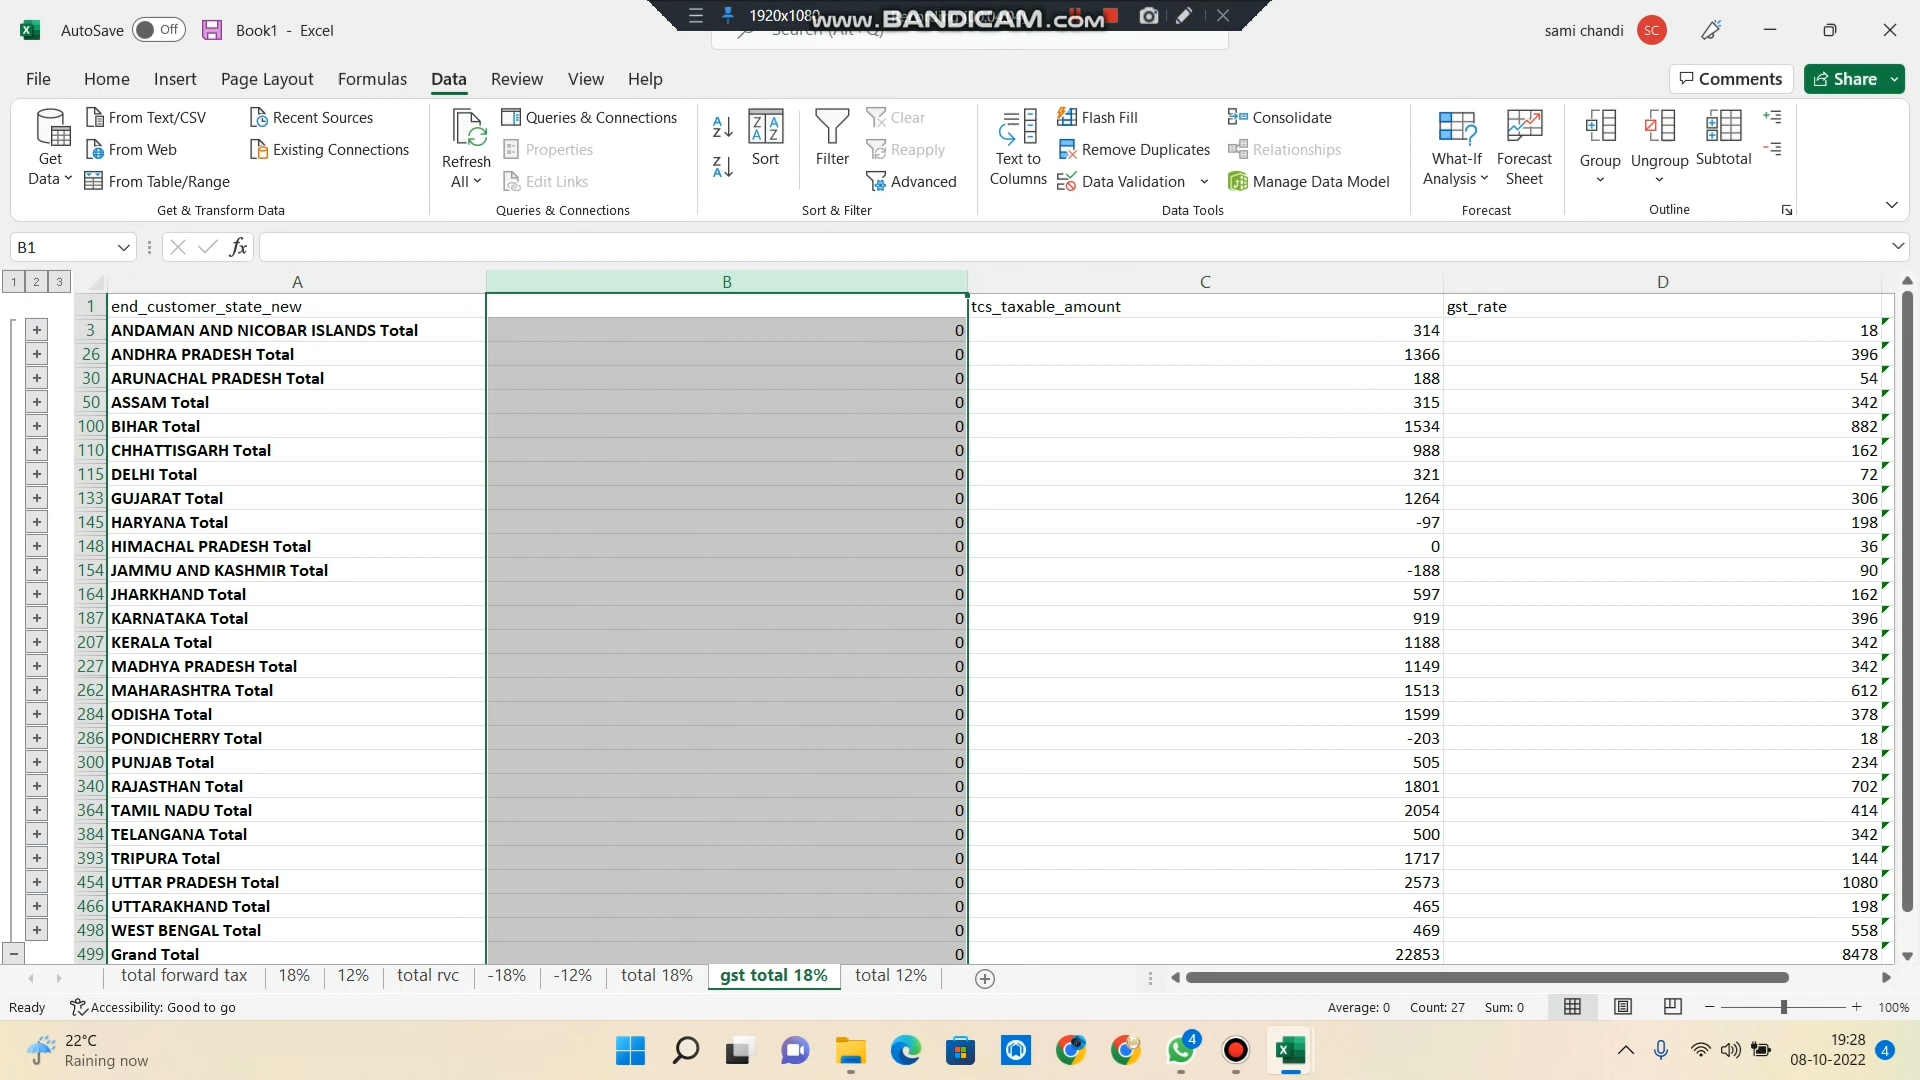 1920x1080
www.BANDICAM.com
AutoSave Off Book1 - Excel
Search (Alt+Q)
sami chandi SC
File Home Insert Page Layout Formulas Data Review View Help
Comments Share
Get Data
From Text/CSV
From Web
From Table/Range
Recent Sources
Existing Connections
Get & Transform Data
Refresh All
Queries & Connections
Properties
Edit Links
Queries & Connections
Sort
Filter
Clear
Reapply
Advanced
Sort & Filter
Text to Columns
Flash Fill
Remove Duplicates
Data Validation
Consolidate
Relationships
Manage Data Model
Data Tools
What-If Analysis
Forecast Sheet
Forecast
Group
Ungroup
Subtotal
Outline
B1 fx
1 2 3 A B C D
1 end_customer_state_new tcs_taxable_amount gst_rate
3 ANDAMAN AND NICOBAR ISLANDS Total 0 314 18
26 ANDHRA PRADESH Total 0 1366 396
30 ARUNACHAL PRADESH Total 0 188 54
50 ASSAM Total 0 315 342
100 BIHAR Total 0 1534 882
110 CHHATTISGARH Total 0 988 162
115 DELHI Total 0 321 72
133 GUJARAT Total 0 1264 306
145 HARYANA Total 0 -97 198
148 HIMACHAL PRADESH Total 0 0 36
154 JAMMU AND KASHMIR Total 0 -188 90
164 JHARKHAND Total 0 597 162
187 KARNATAKA Total 0 919 396
207 KERALA Total 0 1188 342
227 MADHYA PRADESH Total 0 1149 342
262 MAHARASHTRA Total 0 1513 612
284 ODISHA Total 0 1599 378
286 PONDICHERRY Total 0 -203 18
300 PUNJAB Total 0 505 234
340 RAJASTHAN Total 0 1801 702
364 TAMIL NADU Total 0 2054 414
384 TELANGANA Total 0 500 342
393 TRIPURA Total 0 1717 144
454 UTTAR PRADESH Total 0 2573 1080
466 UTTARAKHAND Total 0 465 198
498 WEST BENGAL Total 0 469 558
499 Grand Total 0 22853 8478
total forward tax 18% 12% total rvc -18% -12% total 18% gst total 18% total 12%
Ready Accessibility: Good to go Average: 0 Count: 27 Sum: 0 100%
22°C
Raining now
4
19:28
08-10-2022
4